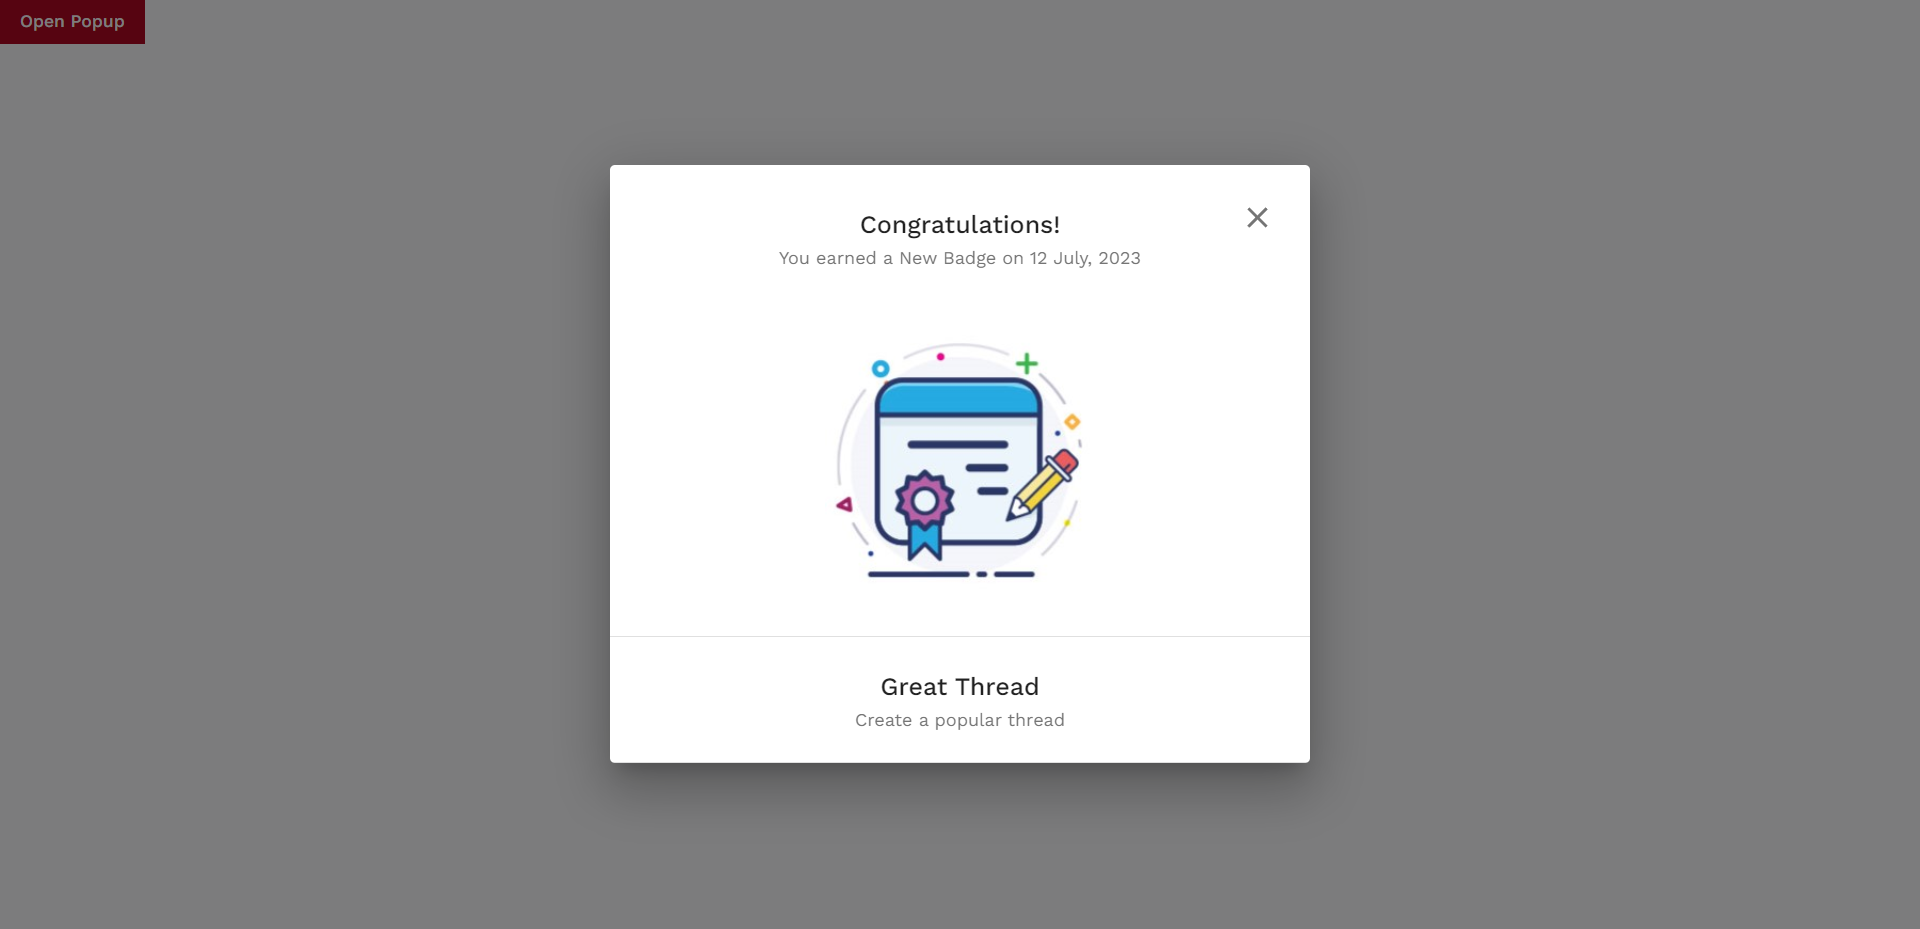 Open Popup
Congratulations!
You earned a New Badge on 12 July, 2023
Great Thread
Create a popular thread